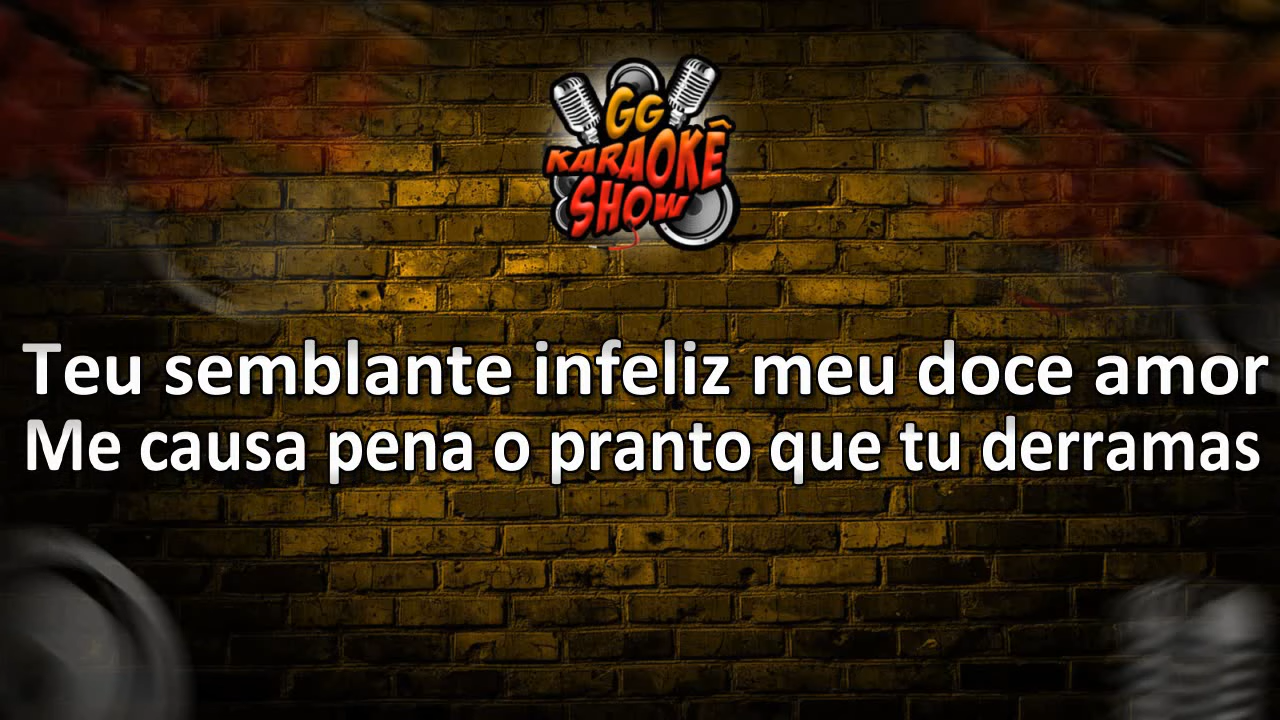 GG
KARAOKÊ
SHOW
Teu semblante infeliz meu doce amor
Me causa pena o pranto que tu derramas